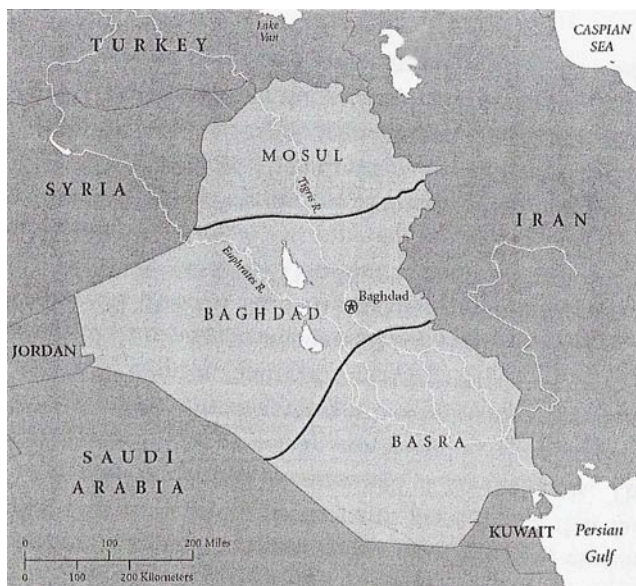 Lake
Van
CASPIAN
SEA
TURKEY
MOSUL
Tigris R.
SYRIA
IRAN
Euphrates R.
Baghdad
BAGHDAD
JORDAN
BASRA
SAUDI
ARABIA
KUWAIT
Persian
Gulf
0 100 200 Miles
0 100 200 Kilometers